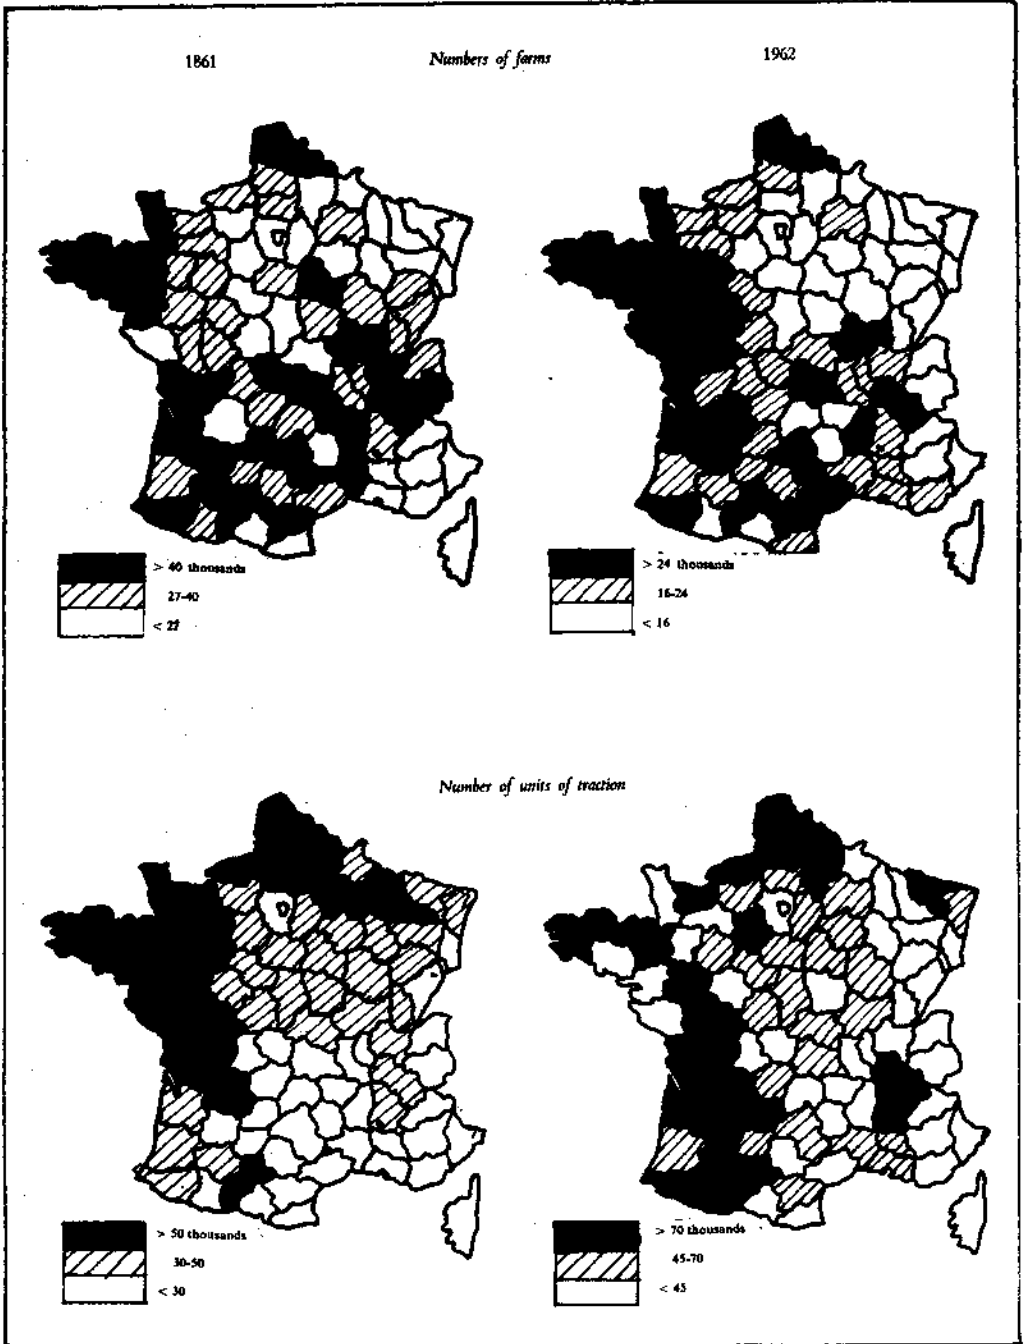 1861 Numbers of farms 1962
> 40 thousands
27-40
< 27
> 24 thousands
16-24
< 16
Number of units of traction
> 50 thousands
30-50
< 30
> 70 thousands
45-70
< 45